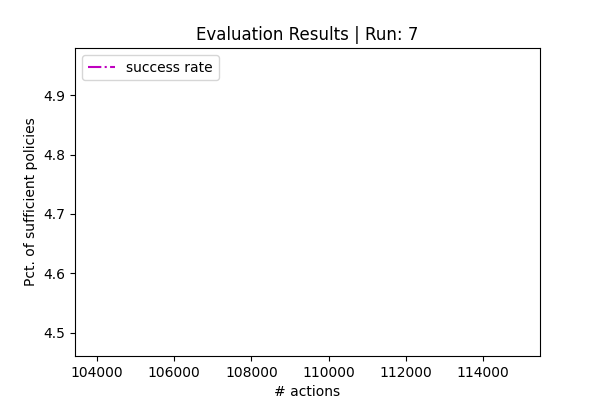 Evaluation Results | Run: 7
success rate
Pct. of sufficient policies
4.9
4.8
4.7
4.6
4.5
104000 106000 108000 110000 112000 114000
# actions